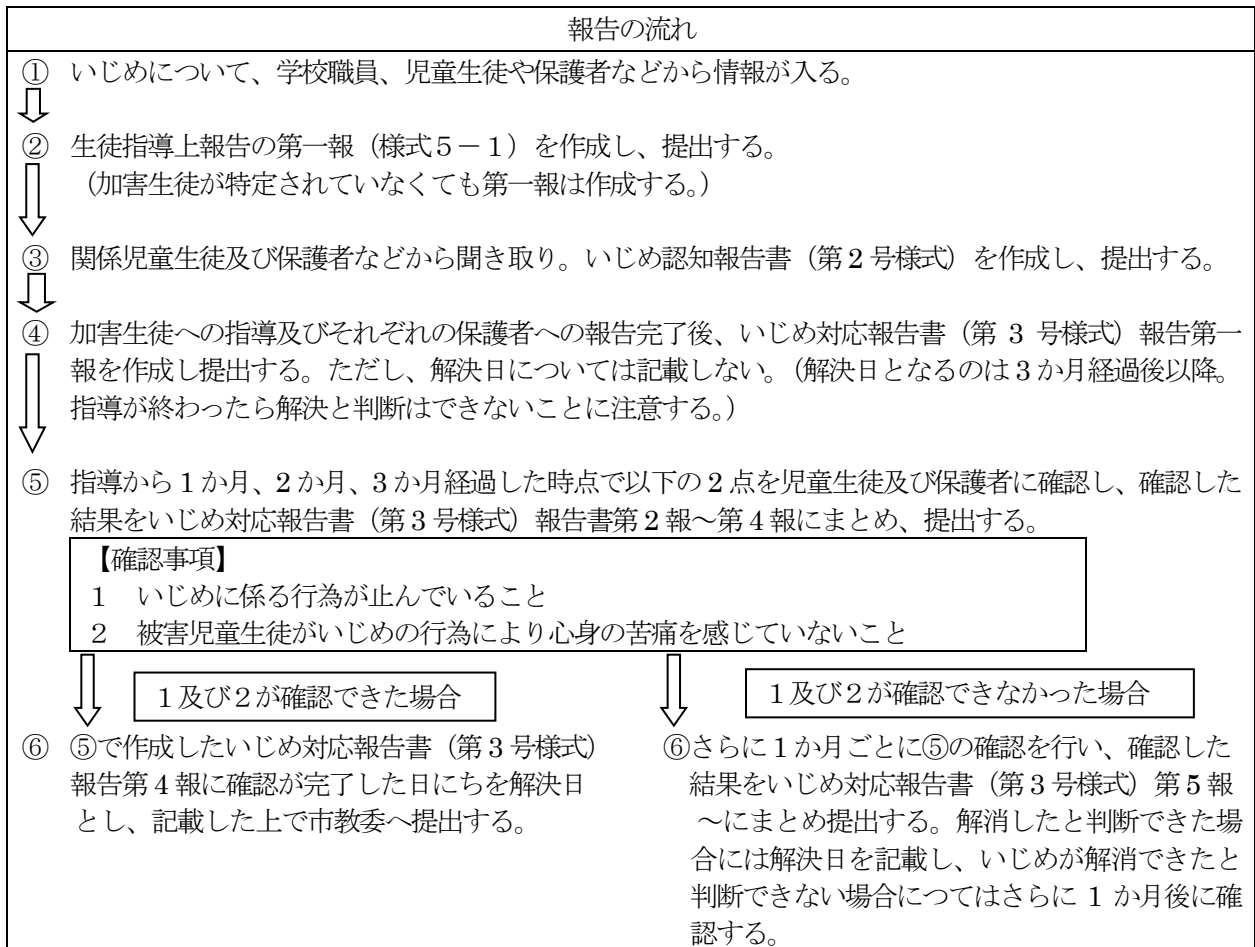 報告の流れ
① いじめについて、学校職員、児童生徒や保護者などから情報が入る。
② 生徒指導上報告の第一報(様式5-1)を作成し、提出する。
(加害生徒が特定されていなくても第一報は作成する。)
③ 関係児童生徒及び保護者などから聞き取り。いじめ認知報告書(第2号様式)を作成し、提出する。
④ 加害生徒への指導及びそれぞれの保護者への報告完了後、いじめ対応報告書(第 3 号様式)報告第一
報を作成し提出する。ただし、解決日については記載しない。(解決日となるのは3か月経過後以降。
指導が終わったら解決と判断はできないことに注意する。)
⑤ 指導から1か月、2か月、3か月経過した時点で以下の2点を児童生徒及び保護者に確認し、確認した
結果をいじめ対応報告書(第3号様式)報告書第2報~第4報にまとめ、提出する。
【確認事項】
1 いじめに係る行為が止んでいること
2 被害児童生徒がいじめの行為により心身の苦痛を感じていないこと
1及び2が確認できた場合
⑥ ⑤で作成したいじめ対応報告書(第3号様式)
報告第4報に確認が完了した日にちを解決日
とし、記載した上で市教委へ提出する。
1及び2が確認できなかった場合
⑥さらに1か月ごとに⑤の確認を行い、確認した
結果をいじめ対応報告書(第3号様式)第5報
~にまとめ提出する。解消したと判断できた場
合には解決日を記載し、いじめが解消できたと
判断できない場合につてはさらに 1 か月後に確
認する。